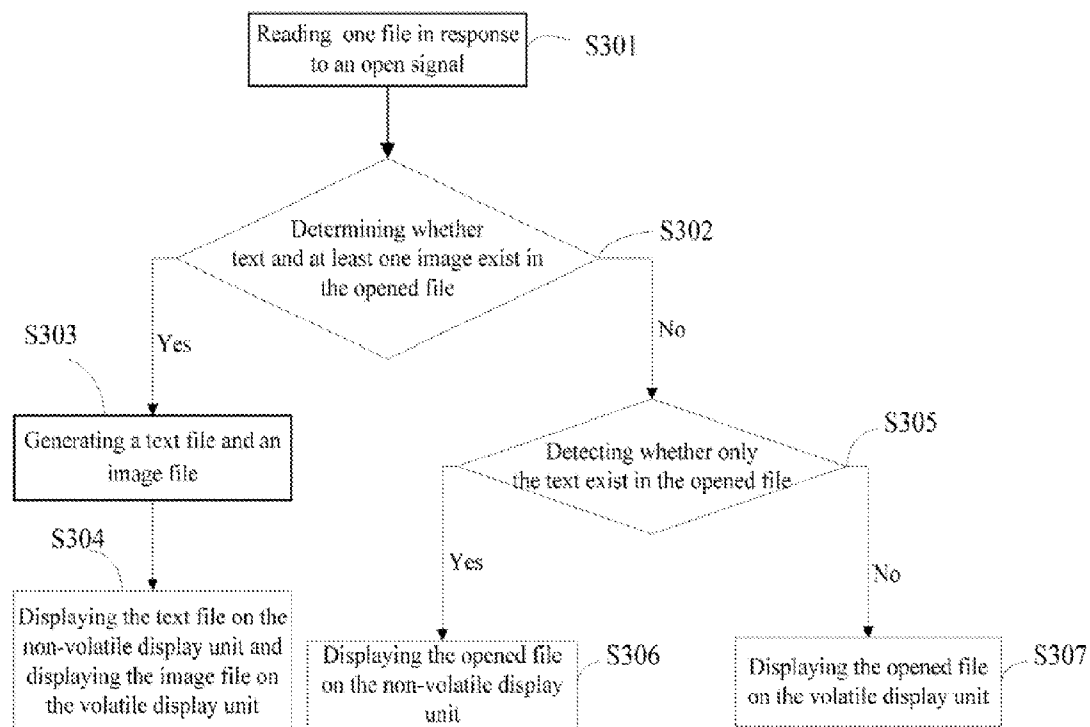 Reading one file in response
to an open signal
S301
Determining whether
text and at least one image exist in
the opened file
S302
Yes
No
S303
Generating a text file and an
image file
Detecting whether only
the text exist in the opened file
S305
S304
Yes
No
Displaying the text file on the
non-volatile display unit and
displaying the image file on
the volatile display unit
Displaying the opened file
on the non-volatile display
unit
S306
Displaying the opened file
on the volatile display unit
S307